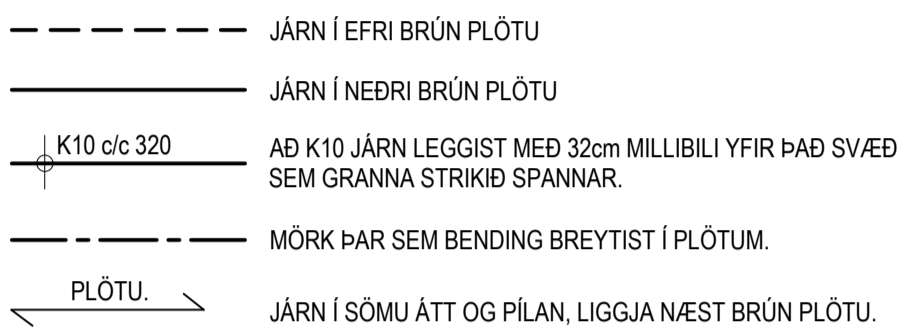 JÁRN Í EFRI BRÚN PLÖTU
JÁRN Í NEÐRI BRÚN PLÖTU
K10 c/c 320
AÐ K10 JÁRN LEGGIST MEÐ 32cm MILLIBILI YFIR ÞAÐ SVÆÐ
SEM GRANNA STRIKIÐ SPANNAR.
MÖRK ÞAR SEM BENDING BREYTIST Í PLÖTUM.
PLÖTU.
JÁRN Í SÖMU ÁTT OG PÍLAN, LIGGJA NÆST BRÚN PLÖTU.